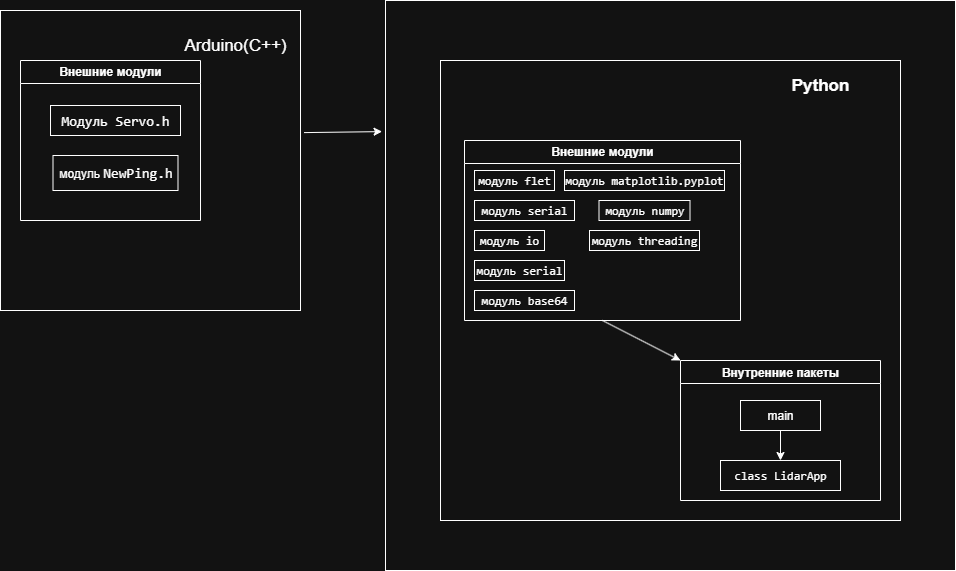 Arduino(C++)
Внешние модули
Модуль Servo.h
модуль NewPing.h
Python
Внешние модули
модуль flet
модуль matplotlib.pyplot
модуль serial
модуль numpy
модуль io
модуль threading
модуль serial
модуль base64
Внутренние пакеты
main
class LidarApp